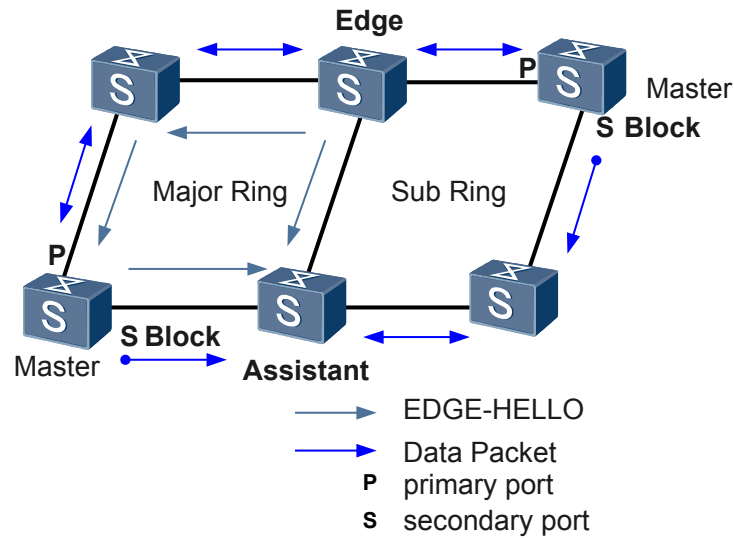 Edge
S
S
P
S
Master
S Block
Major Ring
Sub Ring
P
S
S
S
S Block
Master
Assistant
EDGE-HELLO
Data Packet
P primary port
S secondary port